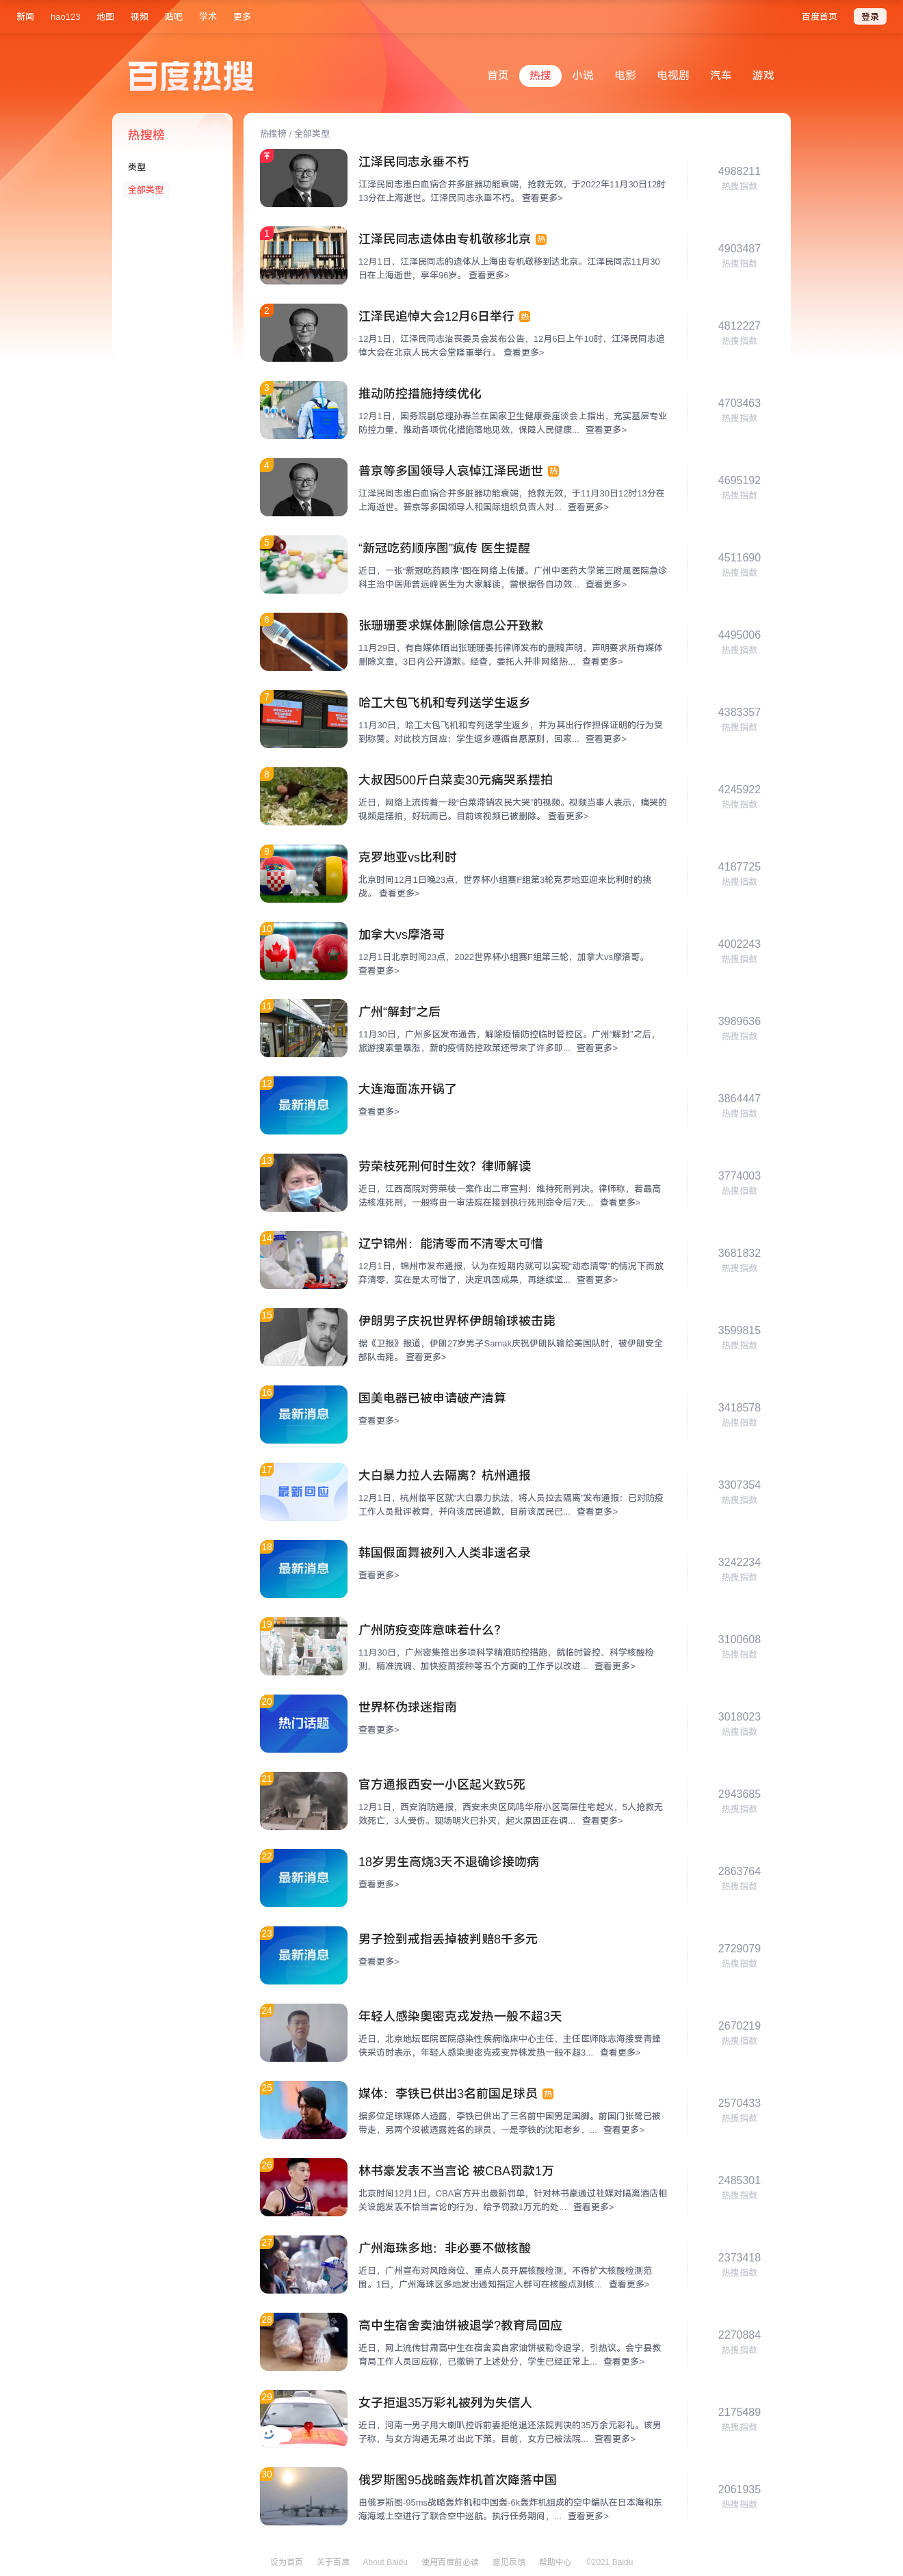 新闻 hao123 地图 视频 贴吧 学术 更多 百度首页 登录
百度热搜
首页 热搜 小说 电影 电视剧 汽车 游戏
热搜榜
类型
全部类型
热搜榜 / 全部类型
江泽民同志永垂不朽
江泽民同志患白血病合并多脏器功能衰竭，抢救无效，于2022年11月30日12时
13分在上海逝世。江泽民同志永垂不朽。 查看更多>
4988211
热搜指数
1
江泽民同志遗体由专机敬移北京 热
12月1日，江泽民同志的遗体从上海由专机敬移到达北京。江泽民同志11月30
日在上海逝世，享年96岁。 查看更多>
4903487
热搜指数
2
江泽民追悼大会12月6日举行 热
12月1日，江泽民同志治丧委员会发布公告，12月6日上午10时，江泽民同志追
悼大会在北京人民大会堂隆重举行。 查看更多>
4812227
热搜指数
3
推动防控措施持续优化
12月1日，国务院副总理孙春兰在国家卫生健康委座谈会上指出，充实基层专业
防控力量，推动各项优化措施落地见效，保障人民健康... 查看更多>
4703463
热搜指数
4
普京等多国领导人哀悼江泽民逝世 热
江泽民同志患白血病合并多脏器功能衰竭，抢救无效，于11月30日12时13分在
上海逝世。普京等多国领导人和国际组织负责人对... 查看更多>
4695192
热搜指数
5
“新冠吃药顺序图”疯传 医生提醒
近日，一张“新冠吃药顺序”图在网络上传播。广州中医药大学第三附属医院急诊
科主治中医师曾远峰医生为大家解读，需根据各自功效... 查看更多>
4511690
热搜指数
6
张珊珊要求媒体删除信息公开致歉
11月29日，有自媒体晒出张珊珊委托律师发布的删稿声明，声明要求所有媒体
删除文章，3日内公开道歉。经查，委托人并非网络热... 查看更多>
4495006
热搜指数
7
哈工大包飞机和专列送学生返乡
11月30日，哈工大包飞机和专列送学生返乡，并为其出行作担保证明的行为受
到称赞。对此校方回应：学生返乡遵循自愿原则，回家... 查看更多>
4383357
热搜指数
8
大叔因500斤白菜卖30元痛哭系摆拍
近日，网络上流传着一段“白菜滞销农民大哭”的视频。视频当事人表示，痛哭的
视频是摆拍，好玩而已。目前该视频已被删除。 查看更多>
4245922
热搜指数
9
克罗地亚vs比利时
北京时间12月1日晚23点，世界杯小组赛F组第3轮克罗地亚迎来比利时的挑
战。 查看更多>
4187725
热搜指数
10
加拿大vs摩洛哥
12月1日北京时间23点，2022世界杯小组赛F组第三轮，加拿大vs摩洛哥。
查看更多>
4002243
热搜指数
11
广州“解封”之后
11月30日，广州多区发布通告，解除疫情防控临时管控区。广州“解封”之后，
旅游搜索量暴涨，新的疫情防控政策还带来了许多即... 查看更多>
3989636
热搜指数
12
最新消息
大连海面冻开锅了
查看更多>
3864447
热搜指数
13
劳荣枝死刑何时生效？律师解读
近日，江西高院对劳荣枝一案作出二审宣判：维持死刑判决。律师称，若最高
法核准死刑，一般将由一审法院在接到执行死刑命令后7天... 查看更多>
3774003
热搜指数
14
辽宁锦州：能清零而不清零太可惜
12月1日，锦州市发布通报，认为在短期内就可以实现“动态清零”的情况下而放
弃清零，实在是太可惜了，决定巩固成果，再继续坚... 查看更多>
3681832
热搜指数
15
伊朗男子庆祝世界杯伊朗输球被击毙
据《卫报》报道，伊朗27岁男子Samak庆祝伊朗队输给美国队时，被伊朗安全
部队击毙。 查看更多>
3599815
热搜指数
16
最新消息
国美电器已被申请破产清算
查看更多>
3418578
热搜指数
17
最新回应
大白暴力拉人去隔离？杭州通报
12月1日，杭州临平区就“大白暴力执法，将人员拉去隔离”发布通报：已对防疫
工作人员批评教育，并向该居民道歉，目前该居民已... 查看更多>
3307354
热搜指数
18
最新消息
韩国假面舞被列入人类非遗名录
查看更多>
3242234
热搜指数
19
广州防疫变阵意味着什么？
11月30日，广州密集推出多项科学精准防控措施，就临时管控、科学核酸检
测、精准流调、加快疫苗接种等五个方面的工作予以改进... 查看更多>
3100608
热搜指数
20
热门话题
世界杯伪球迷指南
查看更多>
3018023
热搜指数
21
官方通报西安一小区起火致5死
12月1日，西安消防通报，西安未央区凤鸣华府小区高层住宅起火，5人抢救无
效死亡，3人受伤。现场明火已扑灭，起火原因正在调... 查看更多>
2943685
热搜指数
22
最新消息
18岁男生高烧3天不退确诊接吻病
查看更多>
2863764
热搜指数
23
最新消息
男子捡到戒指丢掉被判赔8千多元
查看更多>
2729079
热搜指数
24
年轻人感染奥密克戎发热一般不超3天
近日，北京地坛医院医院感染性疾病临床中心主任、主任医师陈志海接受青蜂
侠采访时表示，年轻人感染奥密克戎变异株发热一般不超3... 查看更多>
2670219
热搜指数
25
媒体：李铁已供出3名前国足球员 热
据多位足球媒体人透露，李铁已供出了三名前中国男足国脚。前国门张鹭已被
带走，另两个没被透露姓名的球员，一是李铁的沈阳老乡，... 查看更多>
2570433
热搜指数
26
林书豪发表不当言论 被CBA罚款1万
北京时间12月1日，CBA官方开出最新罚单，针对林书豪通过社媒对隔离酒店相
关设施发表不恰当言论的行为，给予罚款1万元的处... 查看更多>
2485301
热搜指数
27
广州海珠多地：非必要不做核酸
近日，广州宣布对风险岗位、重点人员开展核酸检测，不得扩大核酸检测范
围。1日，广州海珠区多地发出通知指定人群可在核酸点测核... 查看更多>
2373418
热搜指数
28
高中生宿舍卖油饼被退学?教育局回应
近日，网上流传甘肃高中生在宿舍卖自家油饼被勒令退学，引热议。会宁县教
育局工作人员回应称，已撤销了上述处分，学生已经正常上... 查看更多>
2270884
热搜指数
29
女子拒退35万彩礼被列为失信人
近日，河南一男子用大喇叭控诉前妻拒绝退还法院判决的35万余元彩礼。该男
子称，与女方沟通无果才出此下策。目前，女方已被法院... 查看更多>
2175489
热搜指数
30
俄罗斯图95战略轰炸机首次降落中国
由俄罗斯图-95ms战略轰炸机和中国轰-6k轰炸机组成的空中编队在日本海和东
海海域上空进行了联合空中巡航。执行任务期间，... 查看更多>
2061935
热搜指数
设为首页 关于百度 About Baidu 使用百度前必读 意见反馈 帮助中心 ©2021 Baidu